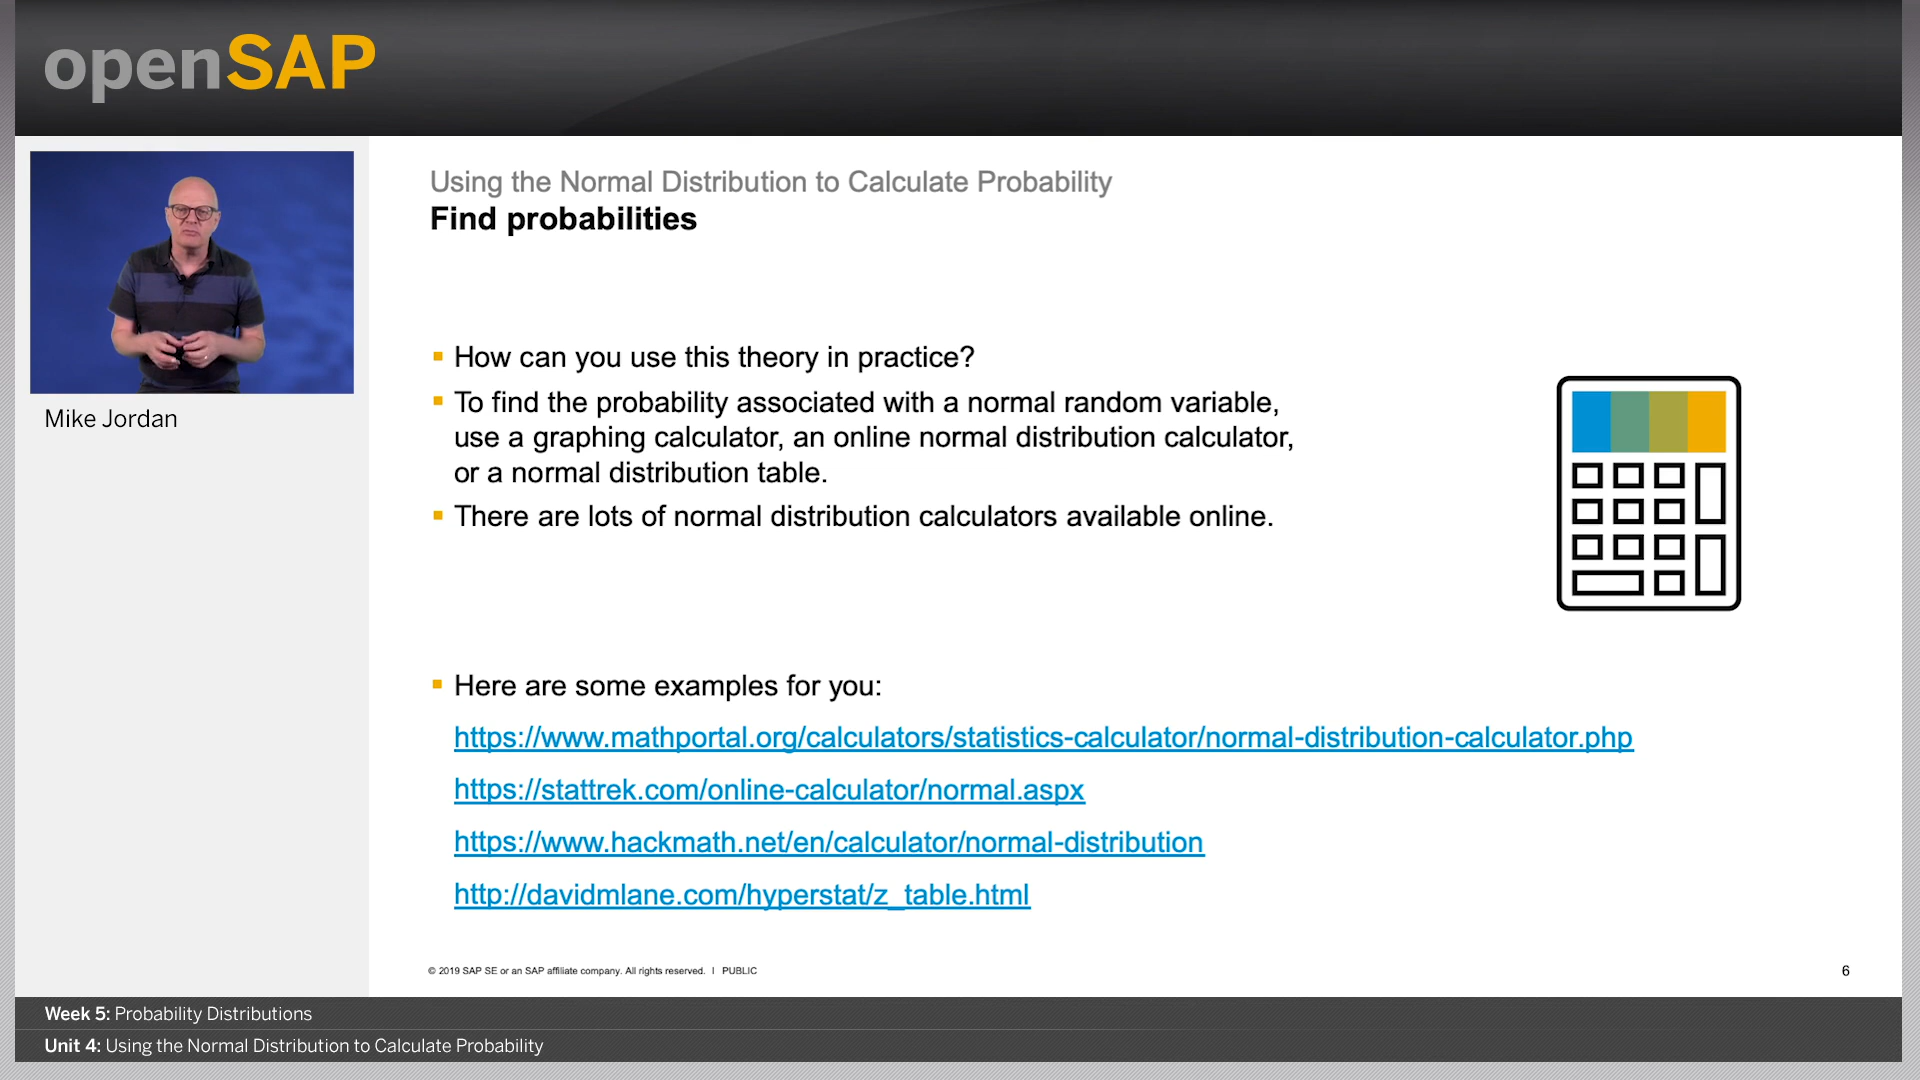 openSAP
Mike Jordan
Using the Normal Distribution to Calculate Probability
Find probabilities
How can you use this theory in practice?
To find the probability associated with a normal random variable,
use a graphing calculator, an online normal distribution calculator,
or a normal distribution table.
There are lots of normal distribution calculators available online.
Here are some examples for you:
https://www.mathportal.org/calculators/statistics-calculator/normal-distribution-calculator.php
https://stattrek.com/online-calculator/normal.aspx
https://www.hackmath.net/en/calculator/normal-distribution
http://davidmlane.com/hyperstat/z_table.html
© 2019 SAP SE or an SAP affiliate company. All rights reserved. I PUBLIC
6
Week 5: Probability Distributions
Unit 4: Using the Normal Distribution to Calculate Probability